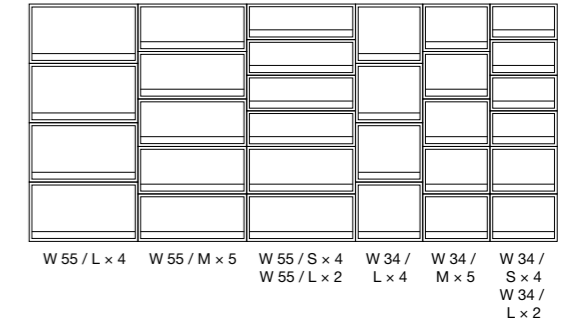 W 55 / L × 4
W 55 / M × 5
W 55 / S × 4
W 55 / L × 2
W 34 /
L × 4
W 34 /
M × 5
W 34 /
S × 4
W 34 /
L × 2